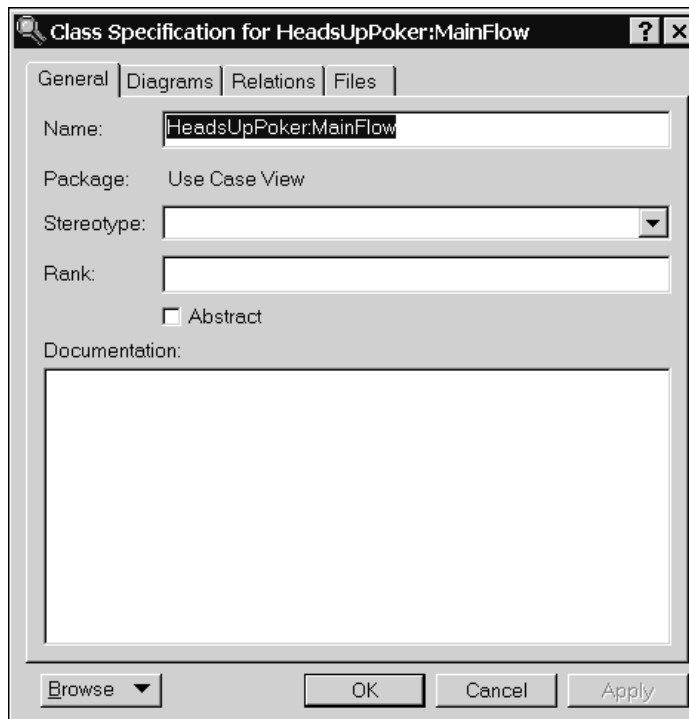 Class Specification for HeadsUpPoker:MainFlow ? ×
General Diagrams Relations Files
Name: HeadsUpPoker:MainFlow
Package: Use Case View
Stereotype:
Rank:
Abstract
Documentation:
Browse OK Cancel Apply